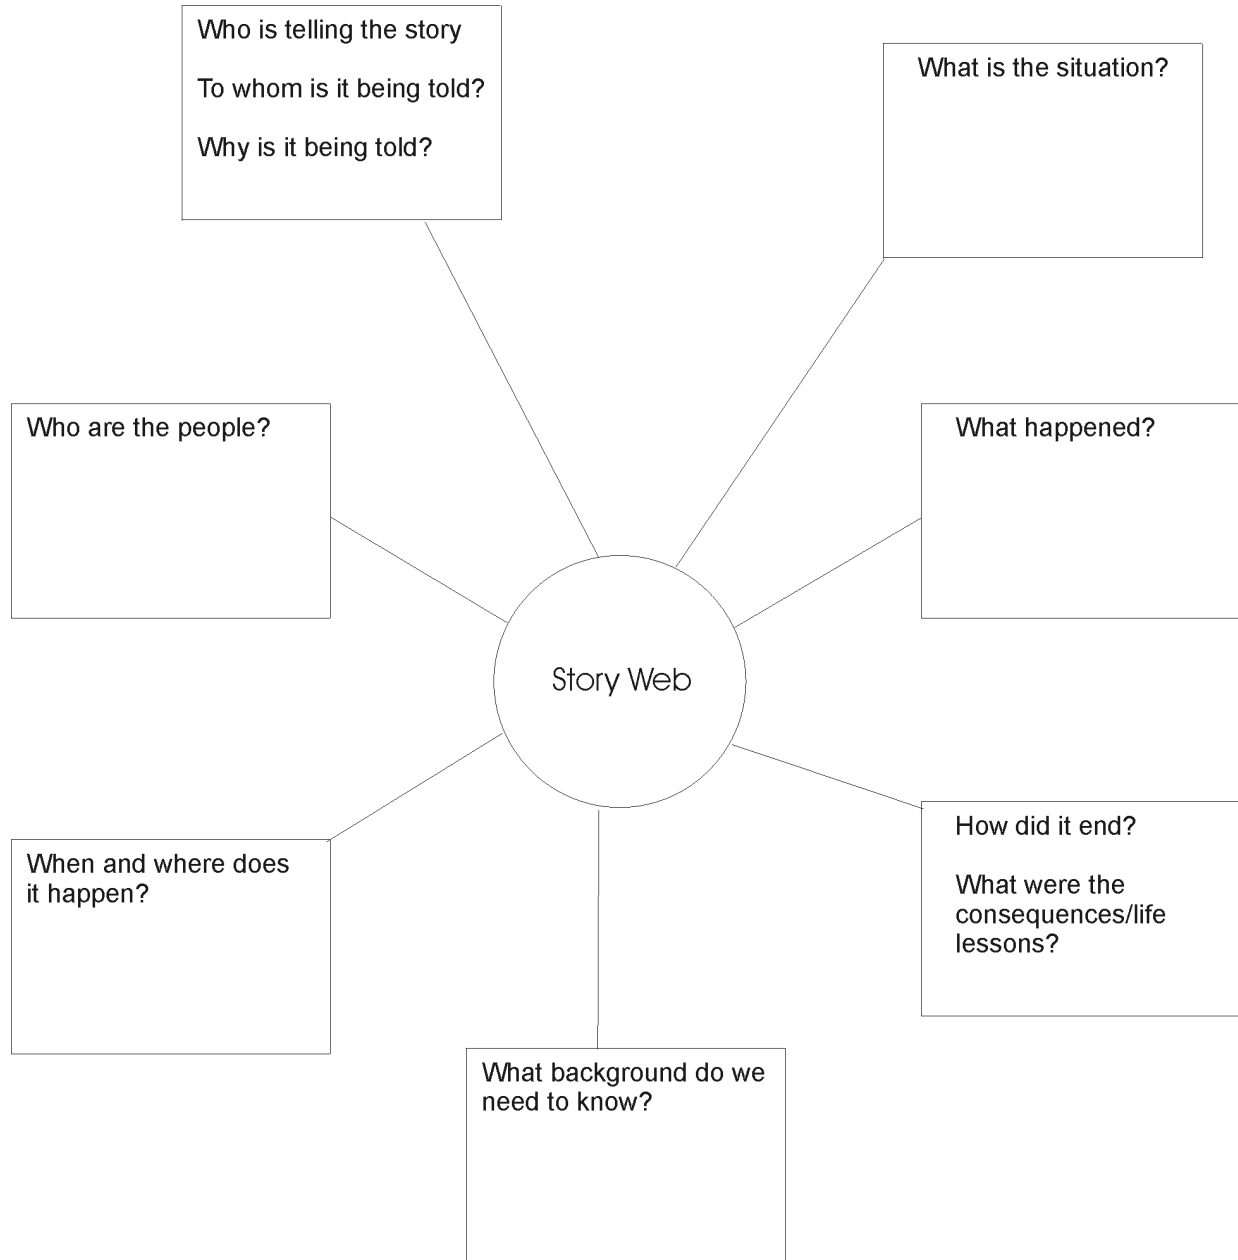 Who is telling the story
To whom is it being told?
Why is it being told?
What is the situation?
Who are the people?
What happened?
Story Web
When and where does
it happen?
How did it end?
What were the
consequences/life
lessons?
What background do we
need to know?